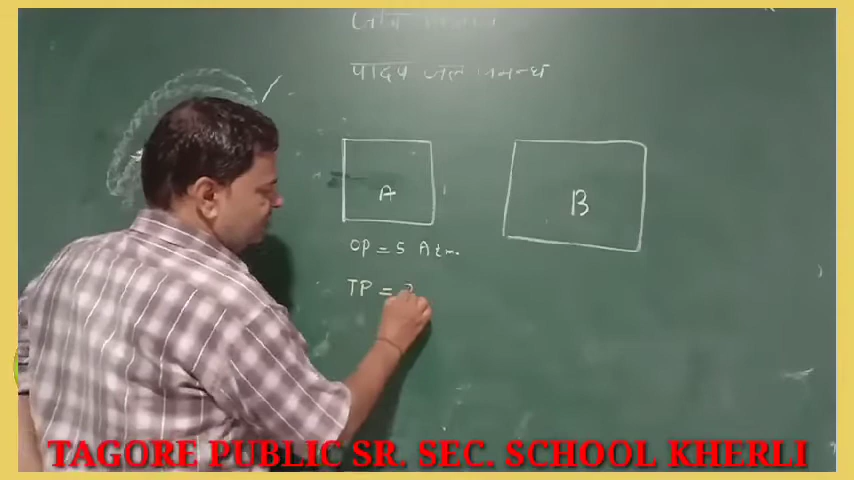 जीव विज्ञान
पादप जल सम्बन्ध
A
B
OP = 5 Atm.
TP =
TAGORE PUBLIC SR. SEC. SCHOOL KHERLI